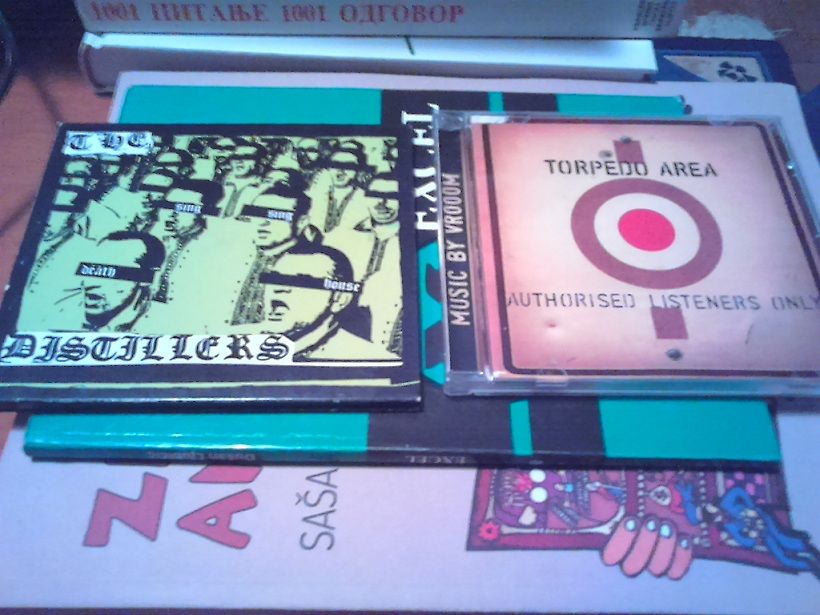 1001 ПИТАЊЕ 1001 ОДГОВОР
THE
sing sing
death
house
DISTILLERS
EXCEL
MUSIC BY VROOOM
TORPEDO AREA
AUTHORISED LISTENERS ONLY
EXCEL
SAŠA